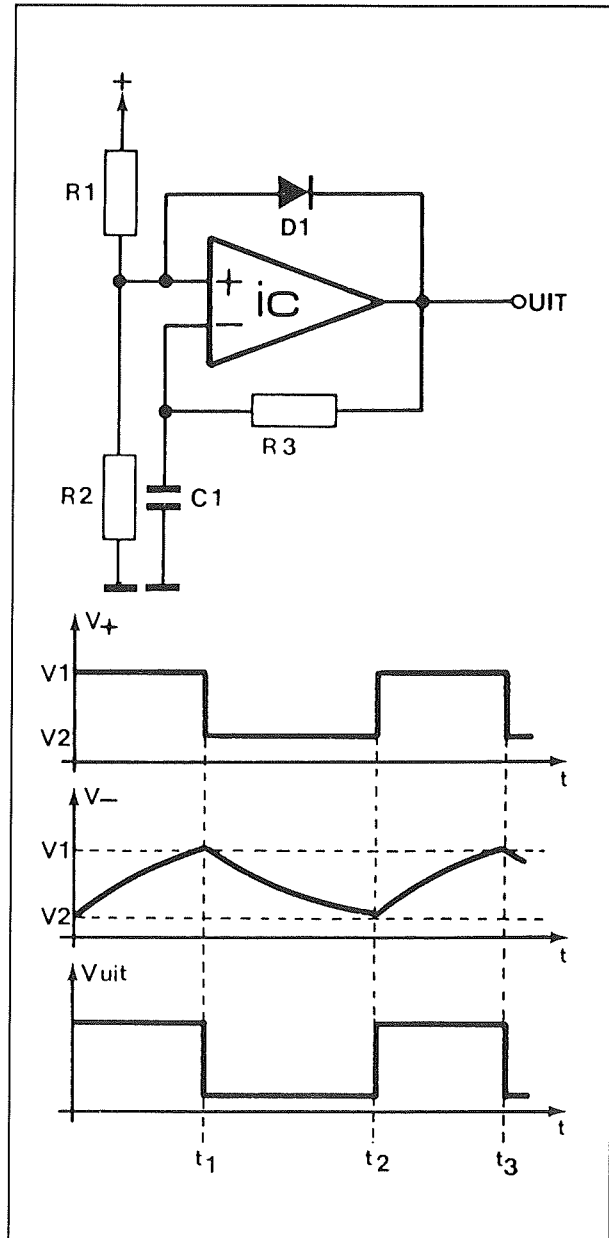 +
R1
D1
+
ic
−
UIT
R3
R2
C1
V+
V1
V2
t
V−
V1
V2
t
Vuit
t
t1 t2 t3